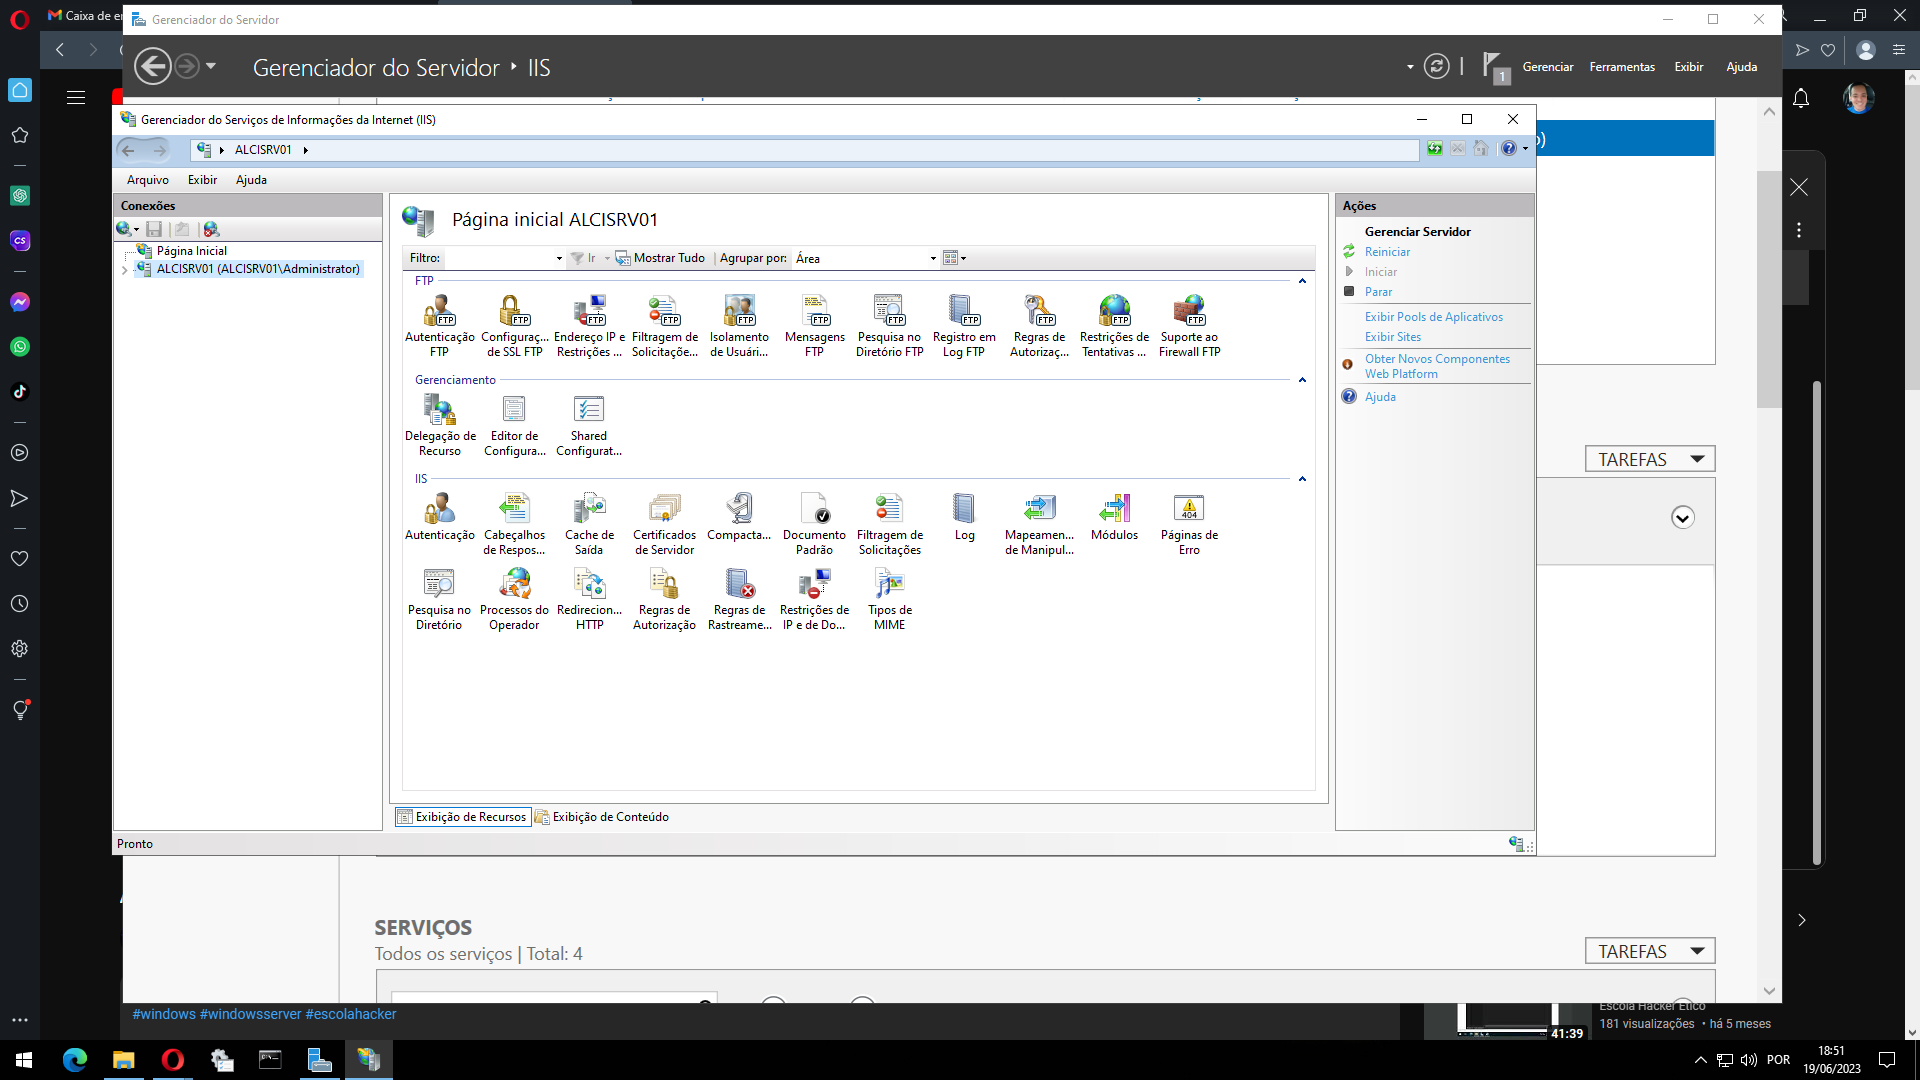 Caixa de e
Gerenciador do Servidor
Gerenciador do Servidor
IIS
1
Gerenciar
Ferramentas
Exibir
Ajuda
Gerenciador do Serviços de Informações da Internet (IIS)
ALCISRV01
Arquivo
Exibir
Ajuda
Conexões
Página Inicial
ALCISRV01 (ALCISRV01\Administrator)
Página inicial ALCISRV01
Filtro:
Ir
Mostrar Tudo
Agrupar por:
Área
FTP
Autenticação
FTP
Configuraç...
de SSL FTP
Endereço IP e
Restrições ...
Filtragem de
Solicitaçõe...
Isolamento
de Usuári...
Mensagens
FTP
Pesquisa no
Diretório FTP
Registro em
Log FTP
Regras de
Autorizaç...
Restrições de
Tentativas ...
Suporte ao
Firewall FTP
Gerenciamento
Delegação de
Recurso
Editor de
Configura...
Shared
Configurat...
IIS
Autenticação
Cabeçalhos
de Respos...
Cache de
Saída
Certificados
de Servidor
Compacta...
Documento
Padrão
Filtragem de
Solicitações
Log
Mapeamen...
de Manipul...
Módulos
404
Páginas de
Erro
Pesquisa no
Diretório
Processos do
Operador
Redirecion...
HTTP
Regras de
Autorização
Regras de
Rastreame...
Restrições de
IP e de Do...
Tipos de
MIME
Exibição de Recursos
Exibição de Conteúdo
Pronto
Ações
Gerenciar Servidor
Reiniciar
Iniciar
Parar
Exibir Pools de Aplicativos
Exibir Sites
Obter Novos Componentes
Web Platform
Ajuda
TAREFAS
SERVIÇOS
Todos os serviços | Total: 4
TAREFAS
#windows #windowsserver #escolahacker
Escola Hacker Ético
181 visualizações • há 5 meses
41:39
POR
18:51
19/06/2023